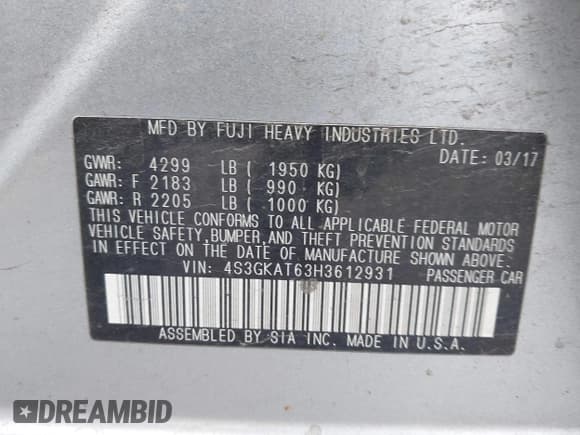 MFD BY FUJI HEAVY INDUSTRIES LTD.
DATE: 03/17
GVWR: 4299 LB ( 1950 KG)
GAWR: F 2183 LB ( 990 KG)
GAWR: R 2205 LB ( 1000 KG)
THIS VEHICLE CONFORMS TO ALL APPLICABLE FEDERAL MOTOR
VEHICLE SAFETY,BUMPER,AND THEFT PREVENTION STANDARDS
IN EFFECT ON THE DATE OF MANUFACTURE SHOWN ABOVE.
VIN: 4S3GKAT63H3612931 PASSENGER CAR
ASSEMBLED BY SIA INC. MADE IN U.S.A.
DREAMBID